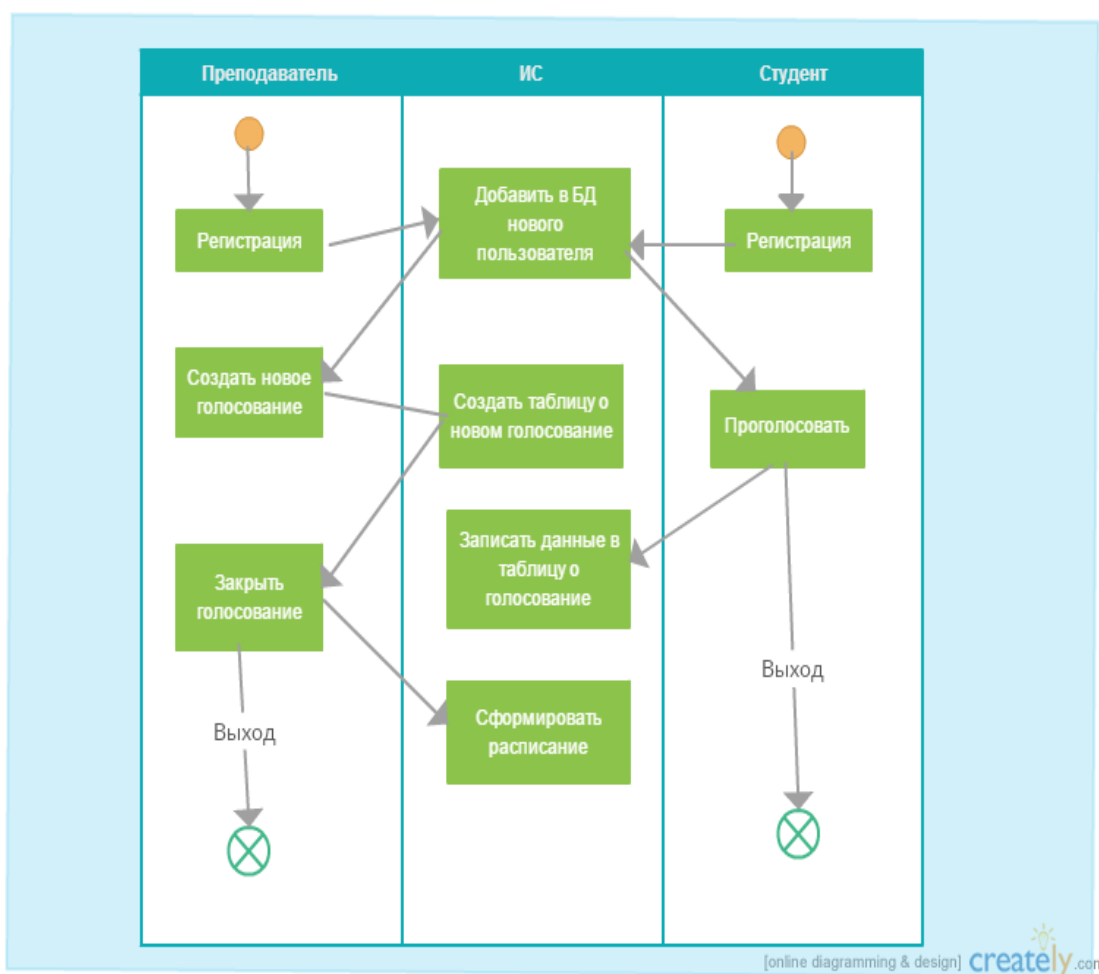 Преподаватель
ИС
Студент
Регистрация
Добавить в БД
нового
пользователя
Регистрация
Создать новое
голосование
Создать таблицу о
новом голосование
Проголосовать
Записать данные в
таблицу о
голосование
Закрыть
голосование
Выход
Сформировать
расписание
Выход
[online diagramming & design] creately.com